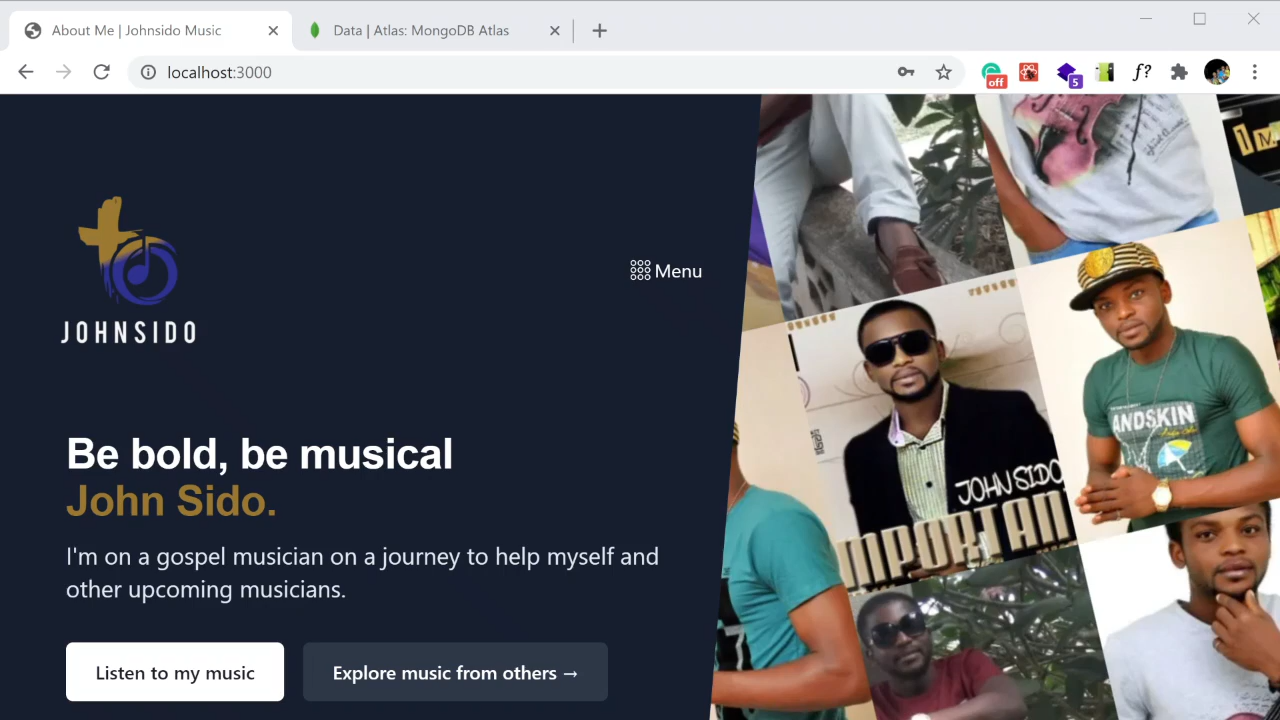 About Me | Johnsido Music
Data | Atlas: MongoDB Atlas
localhost:3000
off
5
f?
JOHNSIDO
Menu
Be bold, be musical
John Sido.
I'm on a gospel musician on a journey to help myself and
other upcoming musicians.
Listen to my music
Explore music from others →
ANDSKIN
JOHN SIDO
MPORTAN